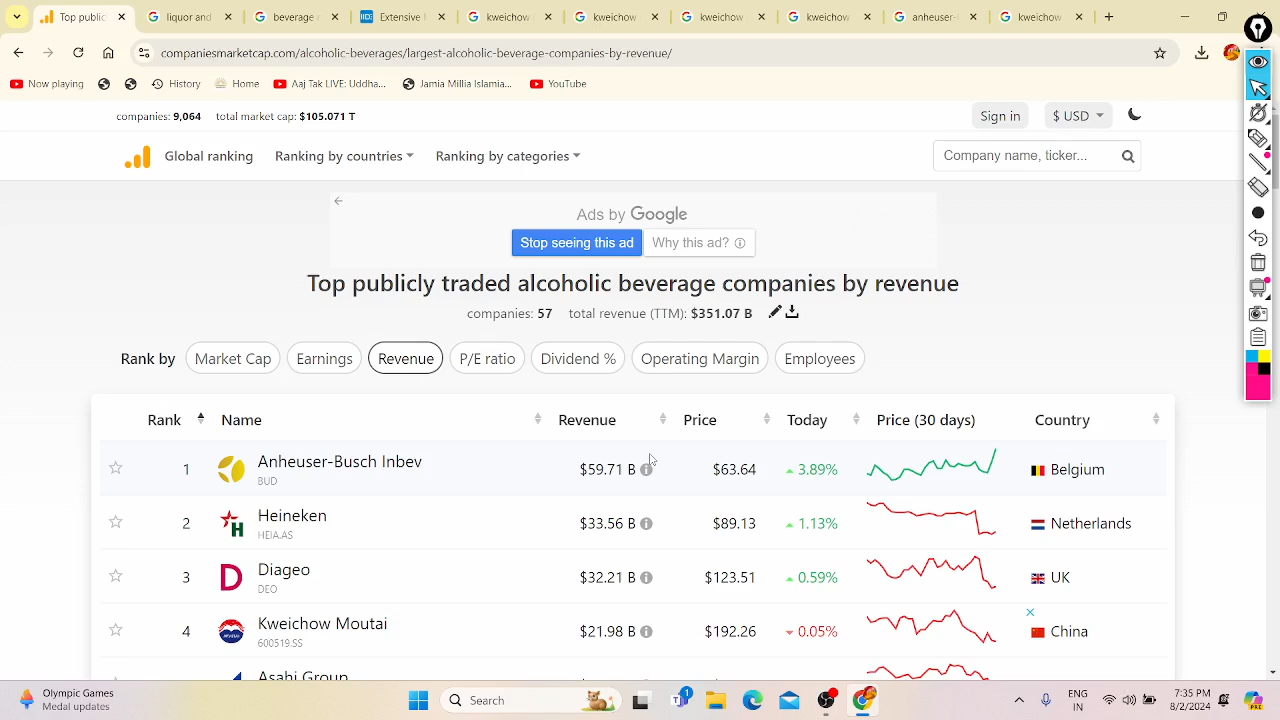 Top public
liquor and
beverage
Extensive
kweichow
kweichow
kweichow
kweichow
anheuser-
kweichow
companiesmarketcap.com/alcoholic-beverages/largest-alcoholic-beverage-companies-by-revenue/
Now playing
History
Home
Aaj Tak LIVE: Uddha...
Jamia Millia Islamia...
YouTube
companies: 9,064 total market cap: $105.071 T
Sign in
$ USD
Global ranking
Ranking by countries
Ranking by categories
Company name, ticker...
Ads by Google
Stop seeing this ad
Why this ad?
Top publicly traded alcoholic beverage companies by revenue
companies: 57 total revenue (TTM): $351.07 B
Rank by Market Cap Earnings Revenue P/E ratio Dividend % Operating Margin Employees
Rank Name Revenue Price Today Price (30 days) Country
1 Anheuser-Busch Inbev $59.71 B $63.64 3.89% Belgium
BUD
2 Heineken $33.56 B $89.13 1.13% Netherlands
HEIA.AS
3 Diageo $32.21 B $123.51 0.59% UK
DEO
4 Kweichow Moutai $21.98 B $192.26 0.05% China
600519.SS
Asahi Group
Olympic Games
Medal updates
Search
1
ENG
IN
7:35 PM
8/2/2024